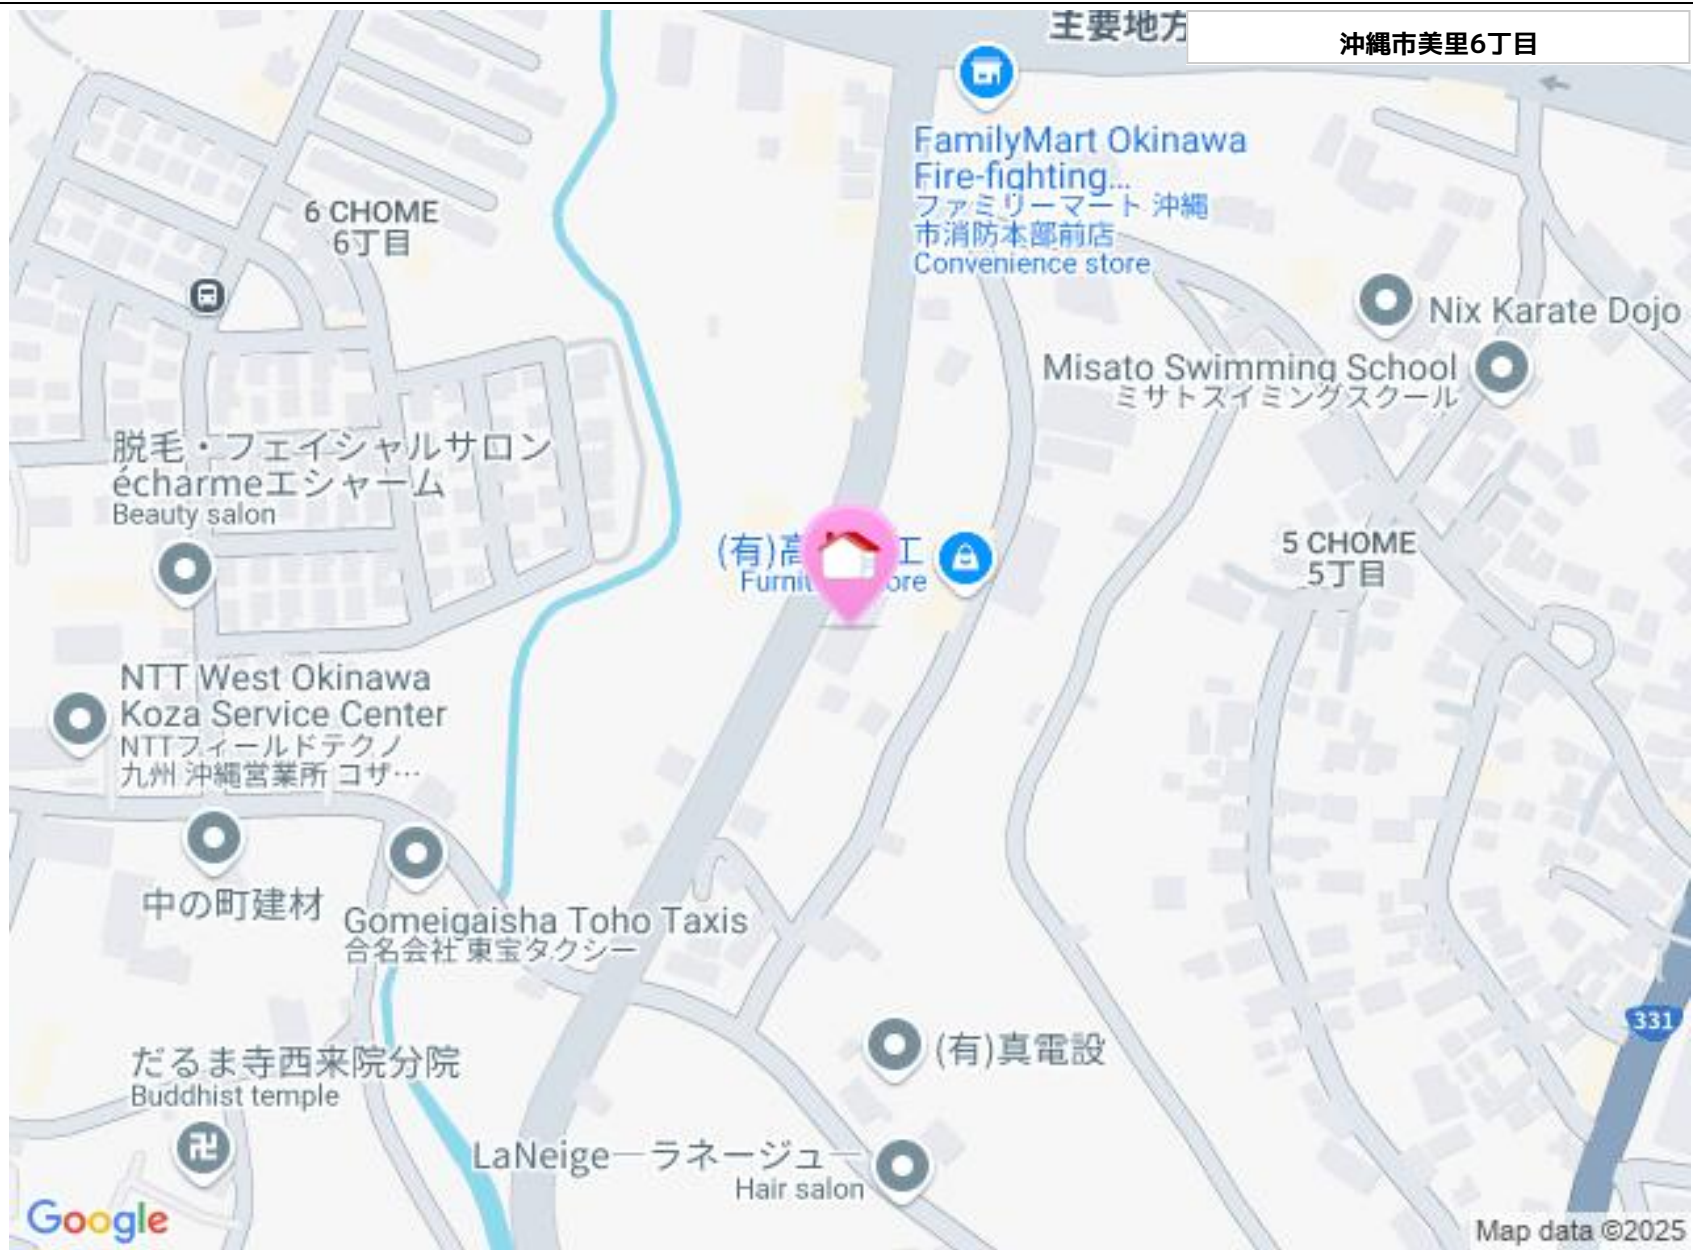 主要地方
沖縄市美里6丁目
FamilyMart Okinawa
Fire-fighting...
ファミリーマート 沖縄
市消防本部前店
Convenience store
6 CHOME
6丁目
Nix Karate Dojo
Misato Swimming School
ミサトスイミングスクール
脱毛・フェイシャルサロン
écharmeエシャーム
Beauty salon
(有)高 工
5 CHOME
5丁目
NTT West Okinawa
Koza Service Center
NTTフィールドテクノ
九州 沖縄営業所 コザ…
中の町建材
Gomeigaisha Toho Taxis
合名会社 東宝タクシー
331
(有)真電設
だるま寺西来院分院
Buddhist temple
卍
LaNeige―ラネージュ―
Hair salon
Google
Map data ©2025